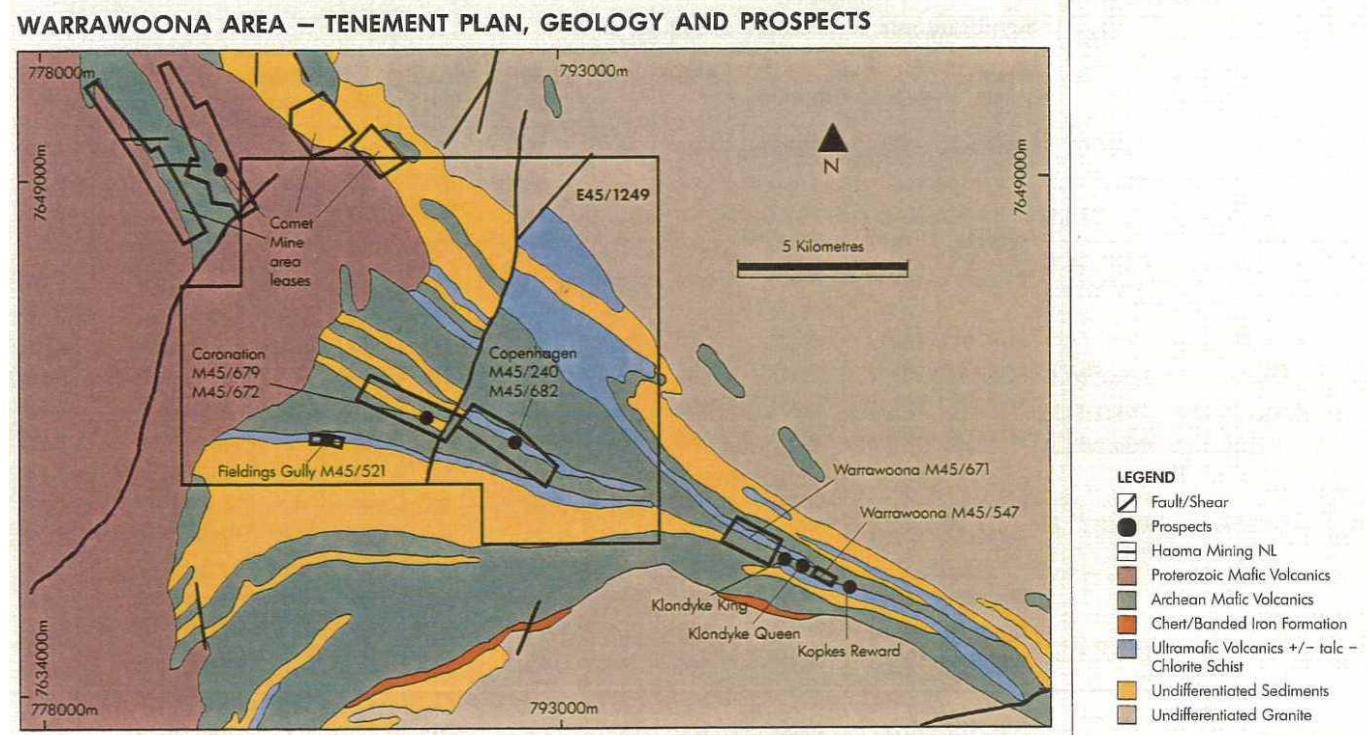 WARRAWOONA AREA – TENEMENT PLAN, GEOLOGY AND PROSPECTS
778000m
793000m
7649000m
7649000m
N
E45/1249
Comet
Mine
area
leases
5 Kilometres
Coronation
M45/679
M45/672
Copenhagen
M45/240
M45/682
Fieldings Gully M45/521
Warrawoona M45/671
Warrawoona M45/547
Klondyke King
Klondyke Queen
Kopkes Reward
7634000m
7634000m
778000m
793000m
LEGEND
Fault/Shear
Prospects
Haoma Mining NL
Proterozoic Mafic Volcanics
Archean Mafic Volcanics
Chert/Banded Iron Formation
Ultramafic Volcanics +/– talc –
Chlorite Schist
Undifferentiated Sediments
Undifferentiated Granite